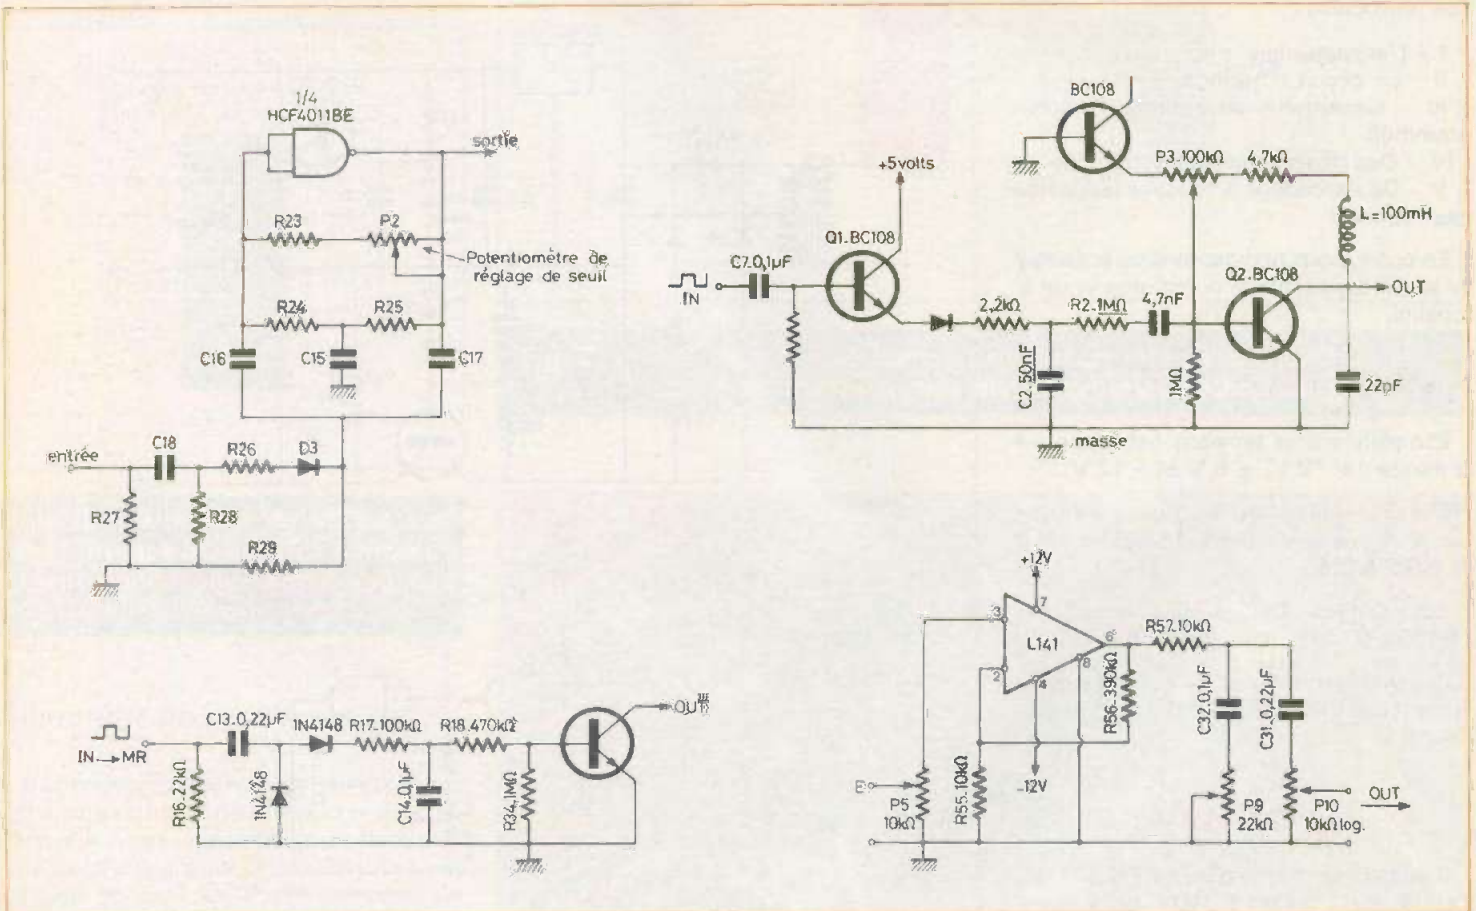 1/4
HCF4011BE
sortie
R23
P2
Potentiomètre de
réglage de seuil
R24
R25
C16
C15
C17
entrée
C18
R26
D3
R27
R28
R29
BC108
P3.100kΩ
4,7kΩ
L=100mH
+5volts
Q1.BC108
C7.0,1µF
IN
2,2kΩ
R2.1MΩ
4,7nF
Q2.BC108
OUT
C2.50nF
1MΩ
22pF
masse
C13.0,22µF
1N4148
R17.100kΩ
R18.470kΩ
OUT
IN→MR
R16.22kΩ
1N4148
C14.0,1µF
R34.1MΩ
+12V
3
7
L141
6
8
2
4
R57.10kΩ
R56.390kΩ
C32.0,1µF
C31.0,22µF
-12V
E
P5
10kΩ
R55.10kΩ
P9
22kΩ
P10
10kΩlog.
OUT